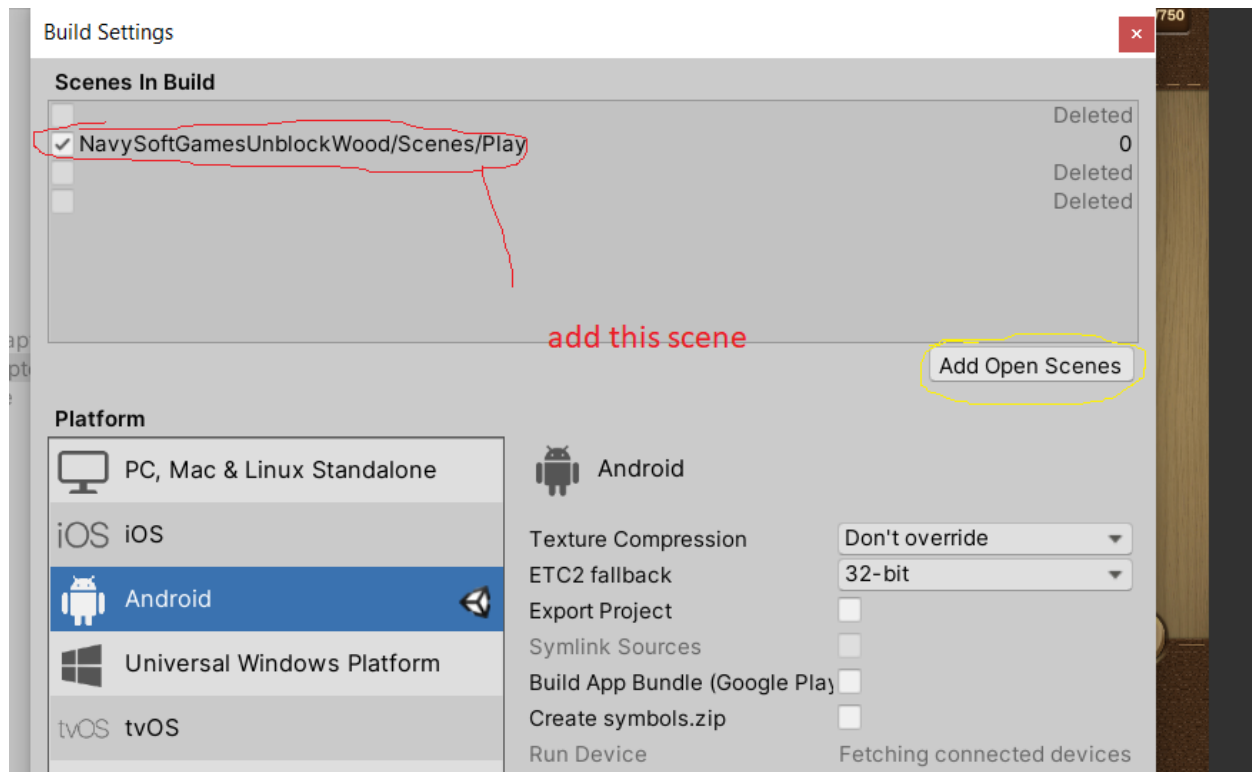 /750
Build Settings
Scenes In Build
Deleted
NavySoftGamesUnblockWood/Scenes/Play 0
Deleted
Deleted
add this scene
Add Open Scenes
Platform
PC, Mac & Linux Standalone
iOS iOS
Android
Universal Windows Platform
tvOS tvOS
Android
Texture Compression Don't override
ETC2 fallback 32-bit
Export Project
Symlink Sources
Build App Bundle (Google Play
Create symbols.zip
Run Device Fetching connected devices